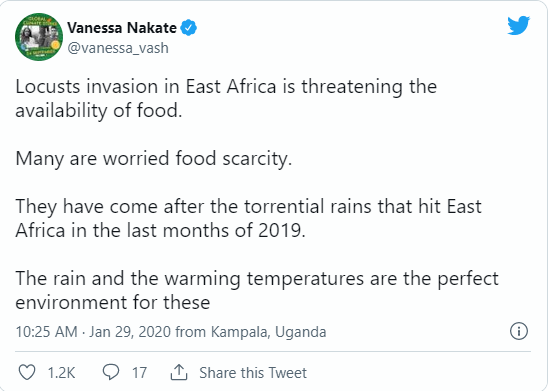 Vanessa Nakate
@vanessa_vash
Locusts invasion in East Africa is threatening the
availability of food.
Many are worried food scarcity.
They have come after the torrential rains that hit East
Africa in the last months of 2019.
The rain and the warming temperatures are the perfect
environment for these
10:25 AM · Jan 29, 2020 from Kampala, Uganda
1.2K 17 Share this Tweet